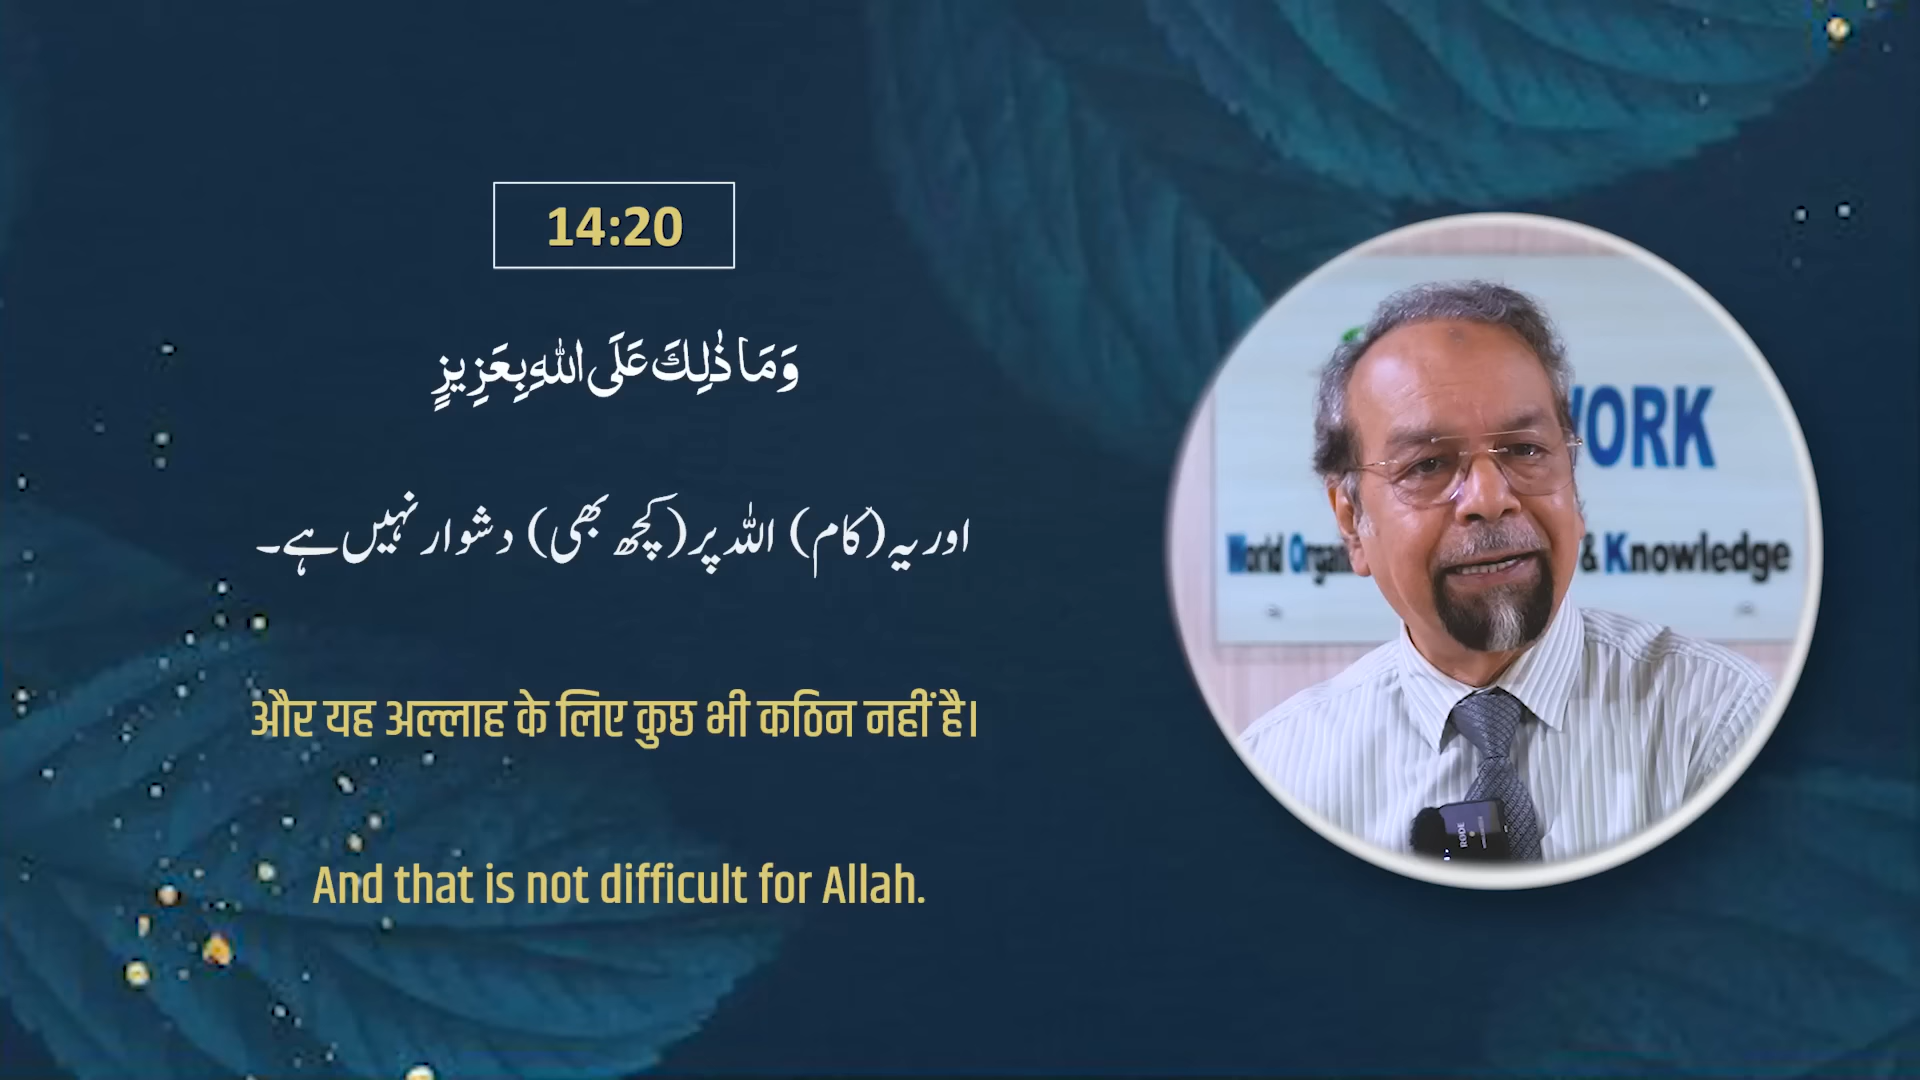 14:20
وَمَا ذٰلِكَ عَلَى اللّٰهِ بِعَزِيزٍ
اور یہ (کام) اللہ پر (کچھ بھی) دشوار نہیں ہے۔
और यह अल्लाह के लिए कुछ भी कठिन नहीं है।
And that is not difficult for Allah.
WORK
World Organ & Knowledge
RODE